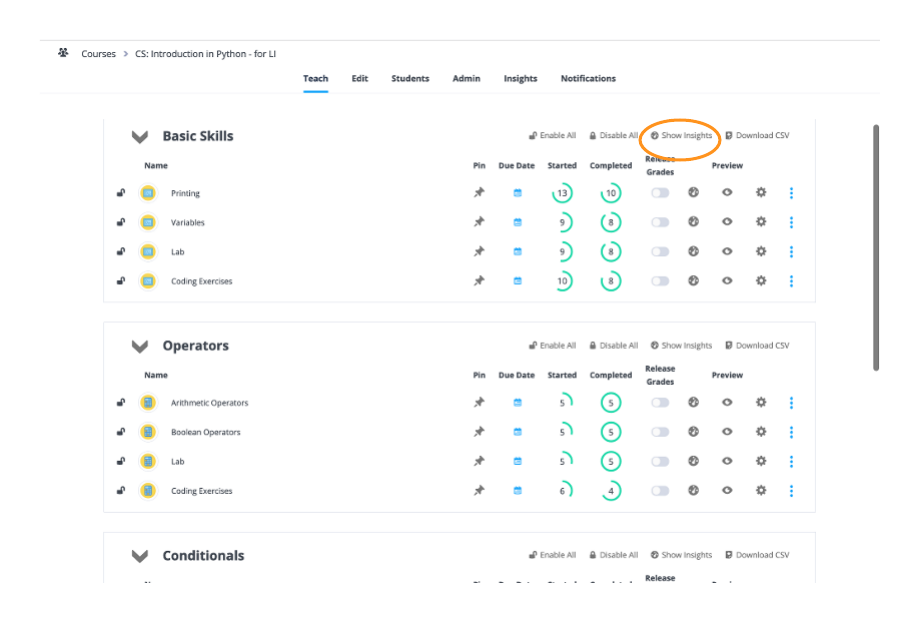 Courses > CS: Introduction in Python - for LI
Teach Edit Students Admin Insights Notifications
Basic Skills Enable All Disable All Show Insights Download CSV
Name Pin Due Date Started Completed Release Grades Preview
Printing 13 10
Variables 9 8
Lab 9 8
Coding Exercises 10 8
Operators Enable All Disable All Show Insights Download CSV
Name Pin Due Date Started Completed Release Grades Preview
Arithmetic Operators 5 5
Boolean Operators 5 5
Lab 5 5
Coding Exercises 6 4
Conditionals Enable All Disable All Show Insights Download CSV
Release